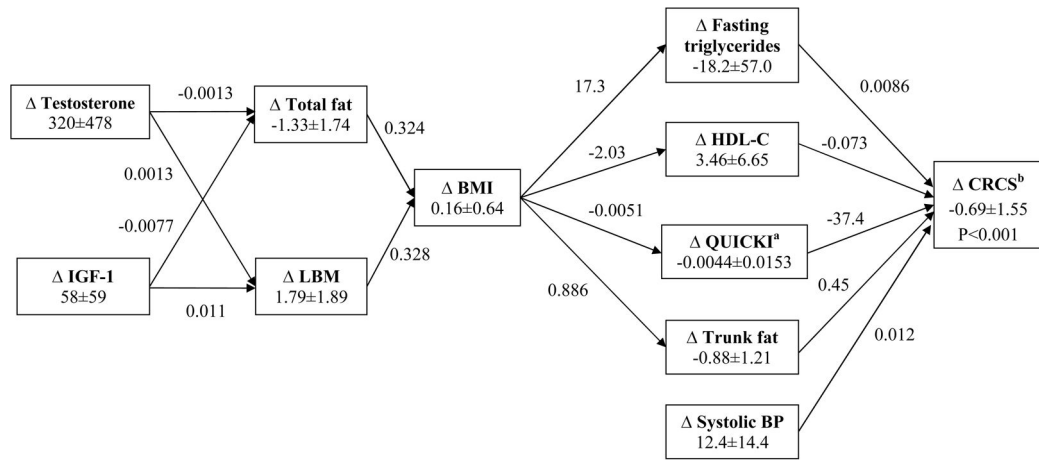 Δ Testosterone
320±478
Δ IGF-1
58±59
-0.0013
0.0013
-0.0077
0.011
Δ Total fat
-1.33±1.74
Δ LBM
1.79±1.89
0.324
0.328
Δ BMI
0.16±0.64
17.3
-2.03
-0.0051
0.886
Δ Fasting
triglycerides
-18.2±57.0
Δ HDL-C
3.46±6.65
Δ QUICKIᵃ
-0.0044±0.0153
Δ Trunk fat
-0.88±1.21
Δ Systolic BP
12.4±14.4
0.0086
-0.073
-37.4
0.45
0.012
Δ CRCSᵇ
-0.69±1.55
P<0.001